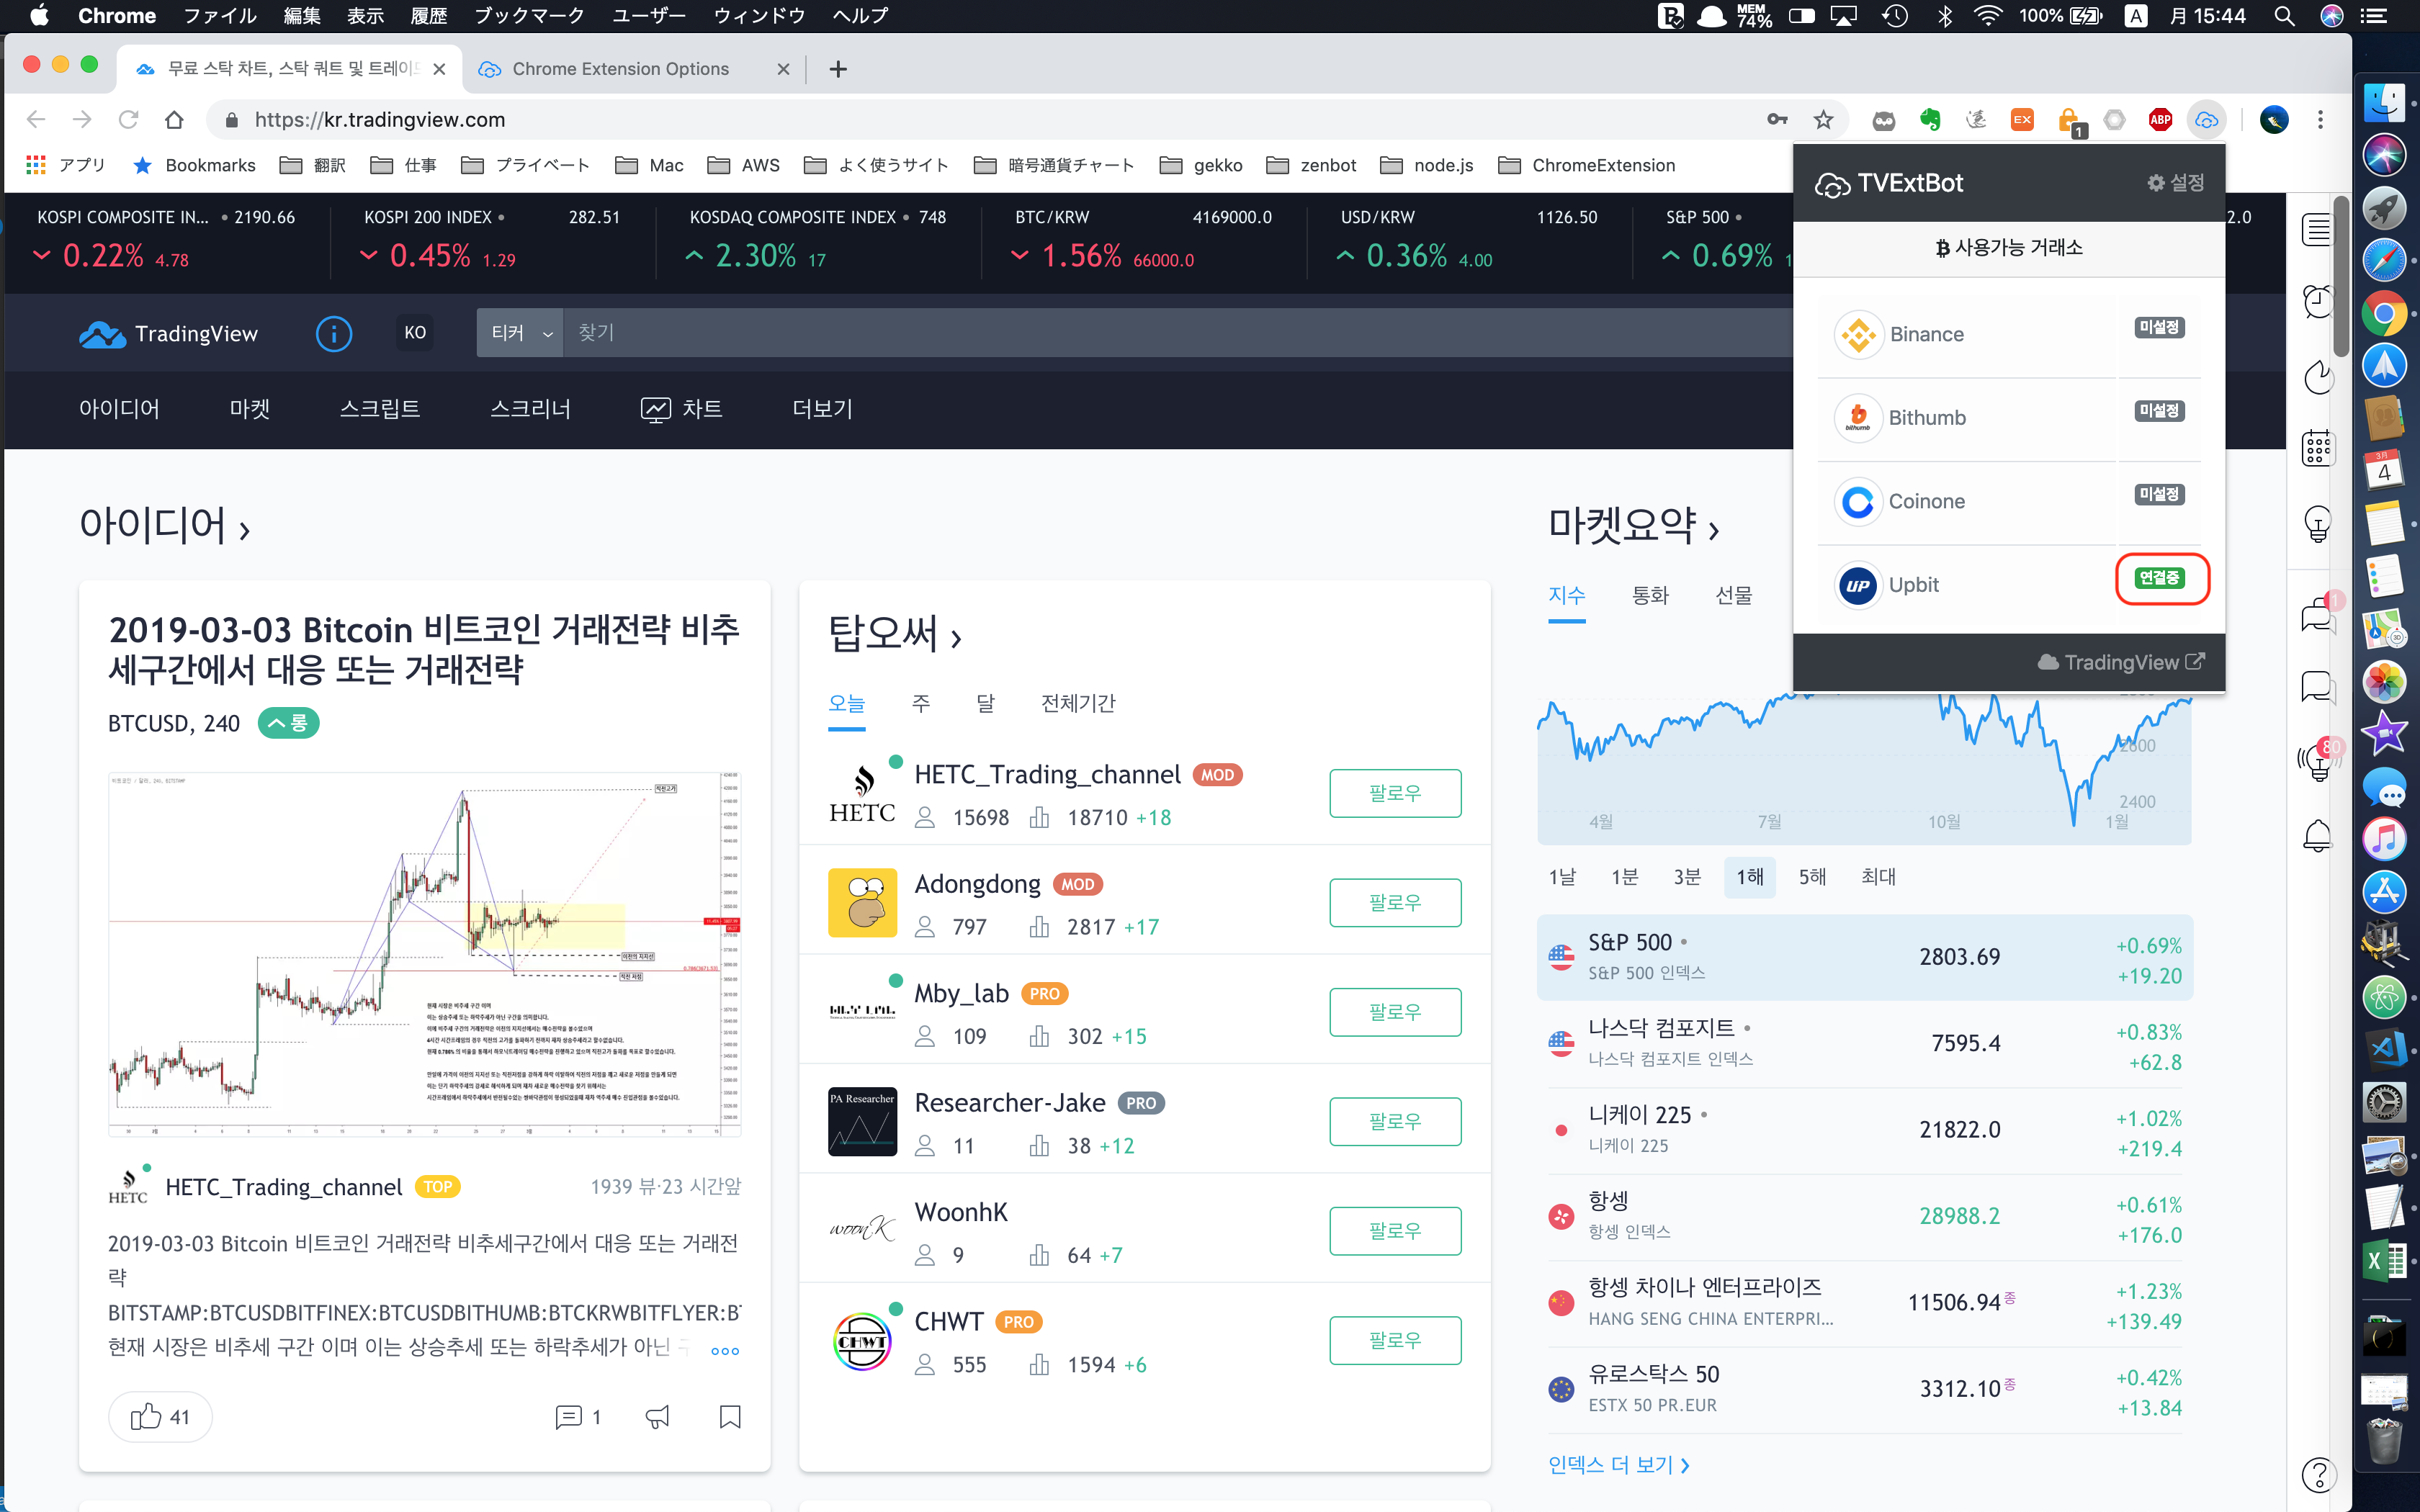 Chrome ファイル 編集 表示 履歴 ブックマーク ユーザー ウィンドウ ヘルプ
MEM 74% 100% A 月 15:44
무료 스탁 차트, 스탁 쿼트 및 트레이드
Chrome Extension Options
https://kr.tradingview.com
EX 1 ABP
アプリ Bookmarks 翻訳 仕事 プライベート Mac AWS よく使うサイト 暗号通貨チャート gekko zenbot node.js ChromeExtension
KOSPI COMPOSITE IN... 2190.66
0.22% 4.78
KOSPI 200 INDEX 282.51
0.45% 1.29
KOSDAQ COMPOSITE INDEX 748
2.30% 17
BTC/KRW 4169000.0
1.56% 66000.0
USD/KRW 1126.50
0.36% 4.00
S&P 500
0.69% 1
2.0
TradingView KO 티커 찾기
아이디어 마켓 스크립트 스크리너 차트 더보기
TVExtBot 설정
사용가능 거래소
Binance 미설정
Bithumb 미설정
Coinone 미설정
Upbit 연결중
TradingView
아이디어 ›
2019-03-03 Bitcoin 비트코인 거래전략 비추
세구간에서 대응 또는 거래전략
BTCUSD, 240 롱
HETC_Trading_channel TOP 1939 뷰·23 시간앞
2019-03-03 Bitcoin 비트코인 거래전략 비추세구간에서 대응 또는 거래전
략
BITSTAMP:BTCUSDBITFINEX:BTCUSDBITHUMB:BTCKRWBITFLYER:B
현재 시장은 비추세 구간 이며 이는 상승추세 또는 하락추세가 아닌
41 1
탑오써 ›
오늘 주 달 전체기간
HETC
HETC_Trading_channel MOD
15698 18710 +18
팔로우
Adongdong MOD
797 2817 +17
팔로우
Mby_lab PRO
109 302 +15
팔로우
PA Researcher
Researcher-Jake PRO
11 38 +12
팔로우
woonK
WoonhK
9 64 +7
팔로우
CHWT
CHWT PRO
555 1594 +6
팔로우
마켓요약 ›
지수 통화 선물
2600
2400
4월 7월 10월 1월
1날 1분 3분 1해 5해 최대
S&P 500 2803.69 +0.69%
S&P 500 인덱스 +19.20
나스닥 컴포지트 7595.4 +0.83%
나스닥 컴포지트 인덱스 +62.8
니케이 225 21822.0 +1.02%
니케이 225 +219.4
항셍 28988.2 +0.61%
항셍 인덱스 +176.0
항셍 차이나 엔터프라이즈 11506.94 종 +1.23%
HANG SENG CHINA ENTERPRI... +139.49
유로스탁스 50 3312.10 종 +0.42%
ESTX 50 PR.EUR +13.84
인덱스 더 보기 ›
1
80
3月
4